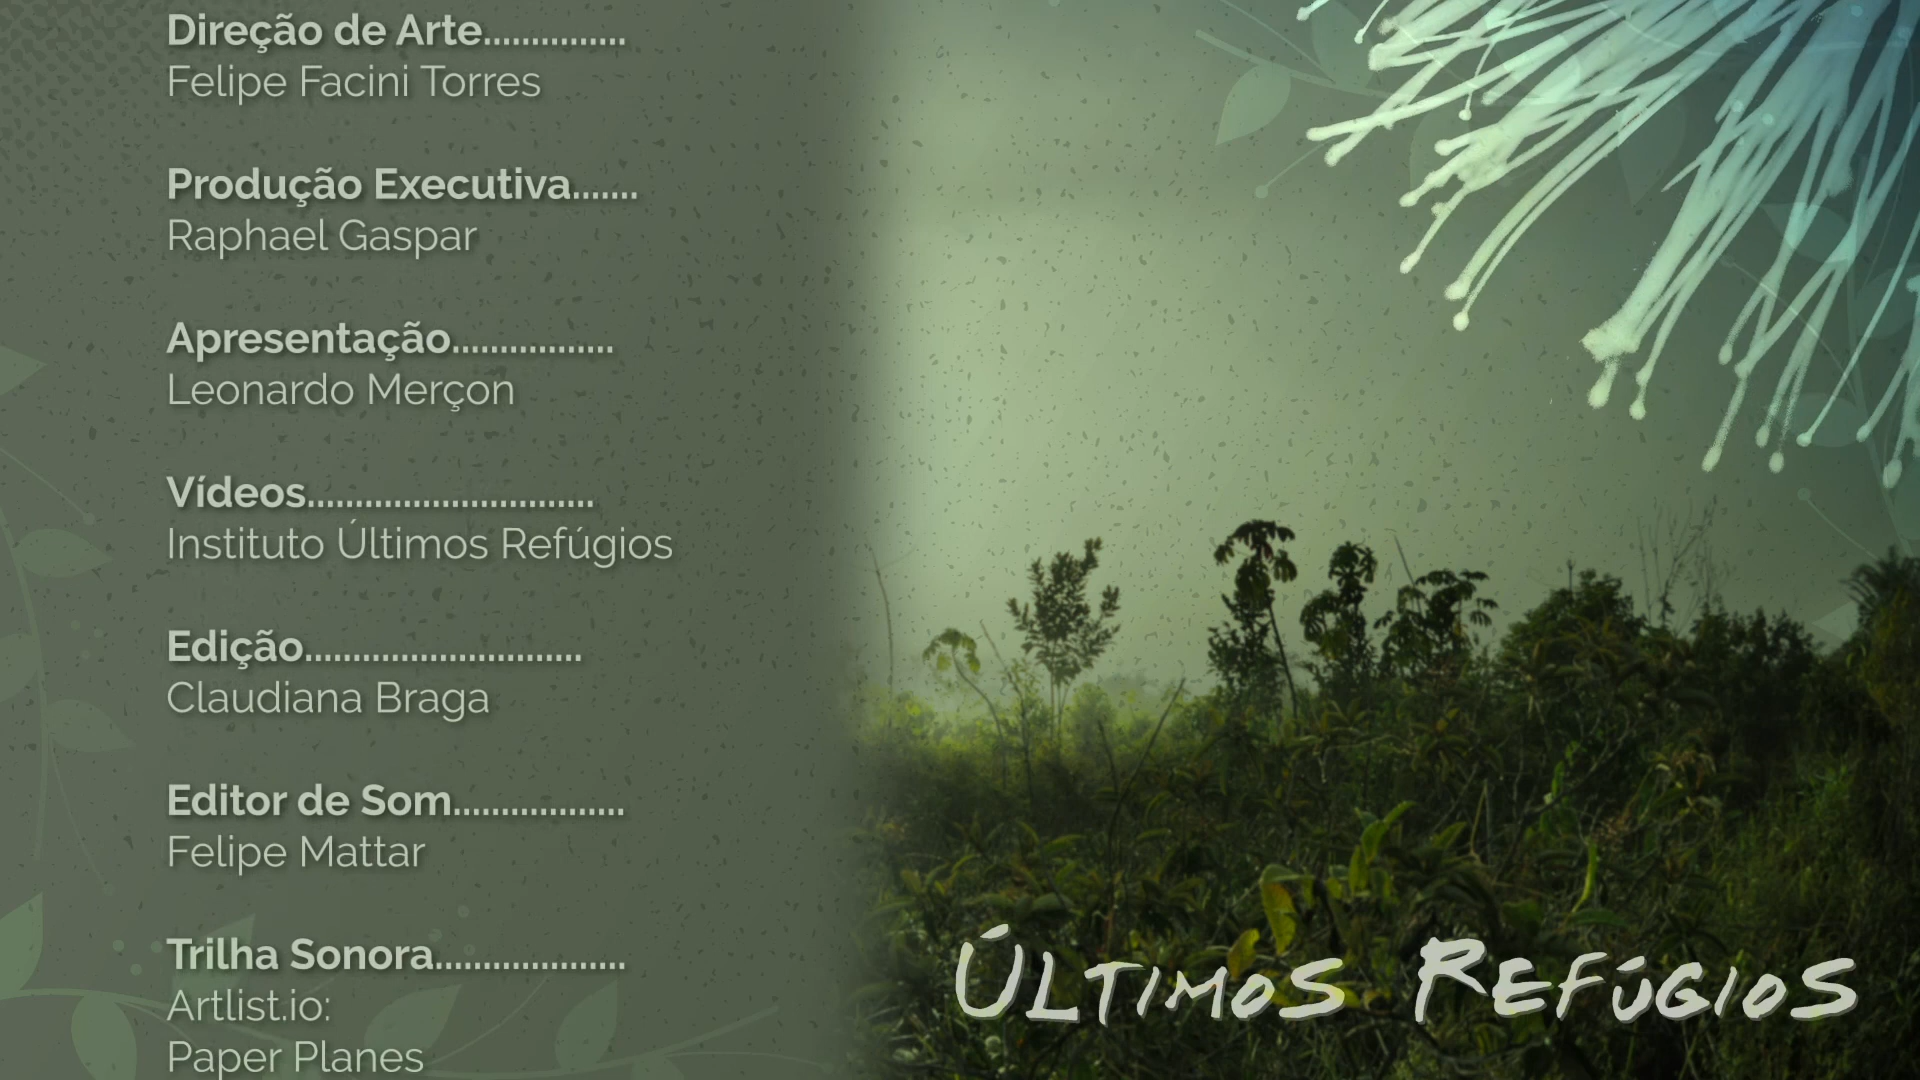 Direção de Arte...............
Felipe Facini Torres
Produção Executiva.......
Raphael Gaspar
Apresentação.................
Leonardo Merçon
Vídeos..............................
Instituto Últimos Refúgios
Edição.............................
Claudiana Braga
Editor de Som..................
Felipe Mattar
Trilha Sonora....................
Artlist.io:
Paper Planes
Últimos Refúgios